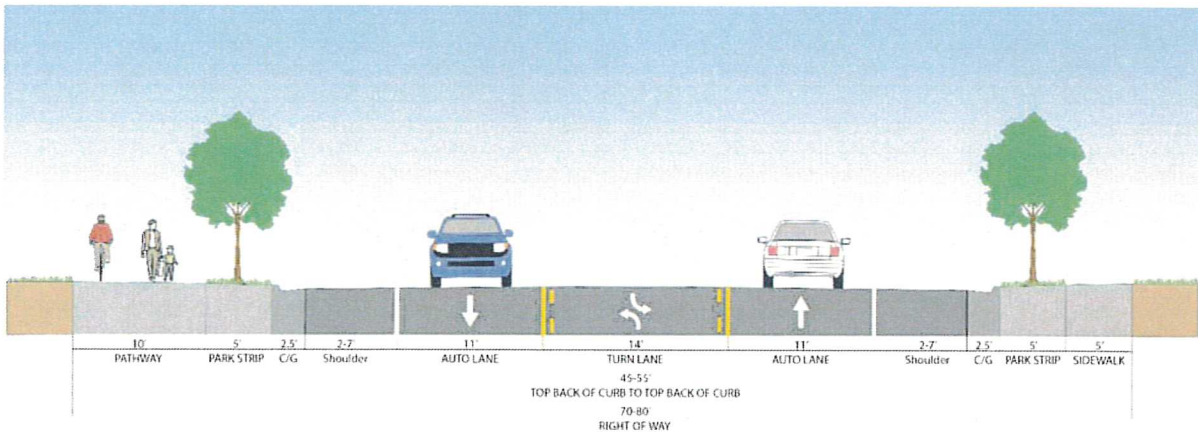 10' 5' 2.5' 2-7' 11' 14' 11' 2-7' 2.5' 5' 5'
PATHWAY PARK STRIP C/G Shoulder AUTO LANE TURN LANE AUTO LANE Shoulder C/G PARK STRIP SIDEWALK
45-55'
TOP BACK OF CURB TO TOP BACK OF CURB
70-80'
RIGHT OF WAY